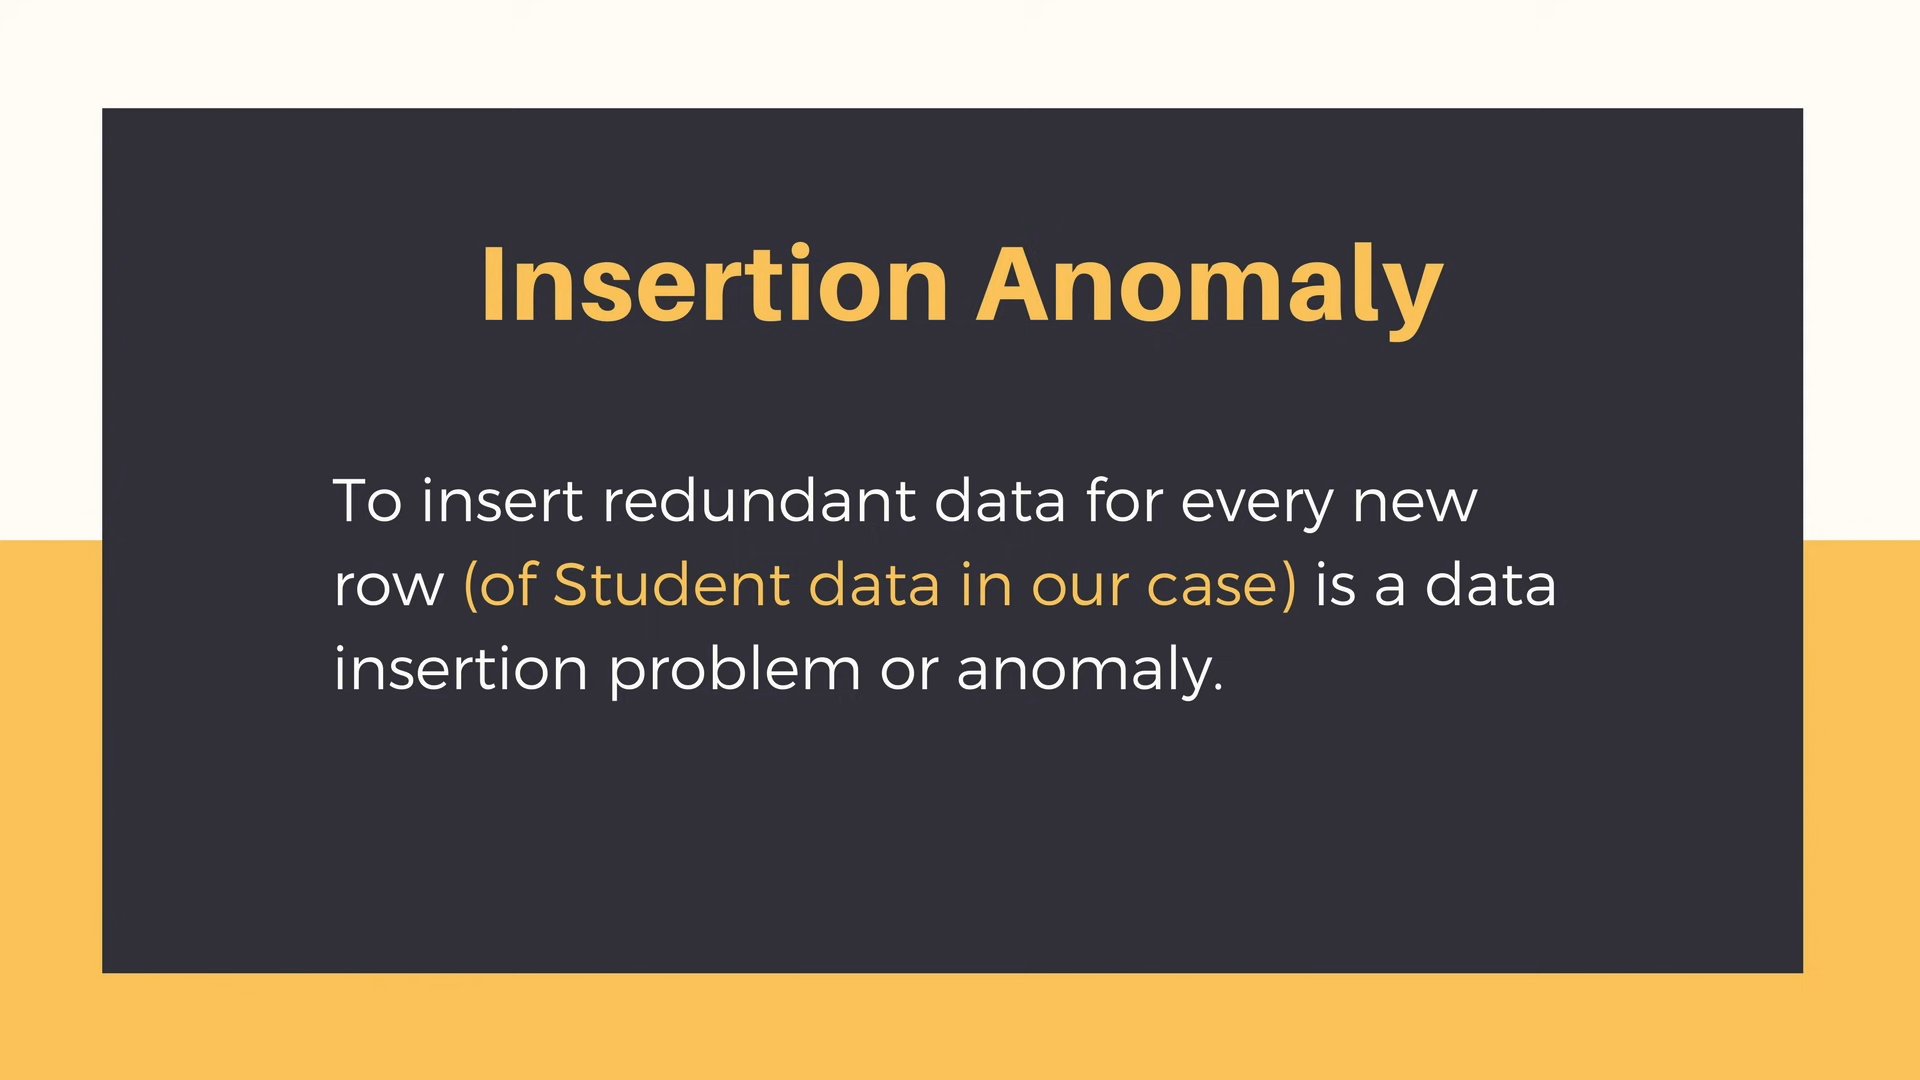 Insertion Anomaly
To insert redundant data for every new
row (of Student data in our case) is a data
insertion problem or anomaly.